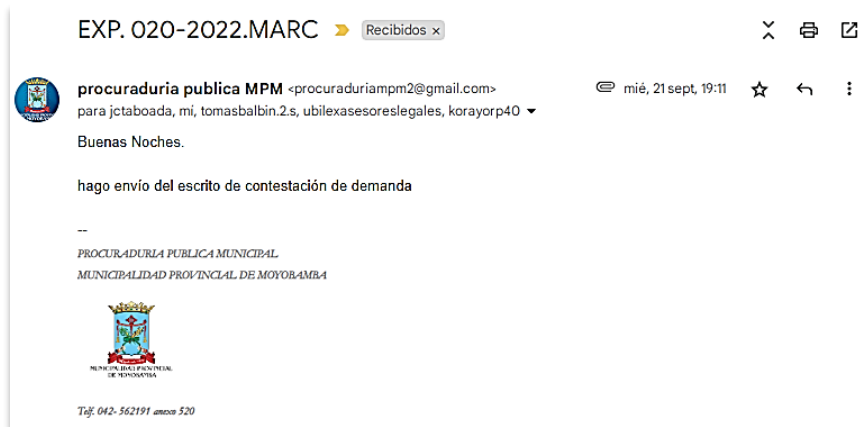 EXP. 020-2022.MARC Recibidos x
procuraduria publica MPM <procuraduriampm2@gmail.com> mié, 21 sept, 19:11
para jctaboada, mí, tomasbalbin.2.s, ubilexasesoreslegales, korayorp40
Buenas Noches.
hago envío del escrito de contestación de demanda
--
PROCURADURIA PUBLICA MUNICIPAL
MUNICIPALIDAD PROVINCIAL DE MOYOBAMBA
MUNICIPALIDAD PROVINCIAL
DE MOYOBAMBA
Telf. 042- 562191 anexo 520